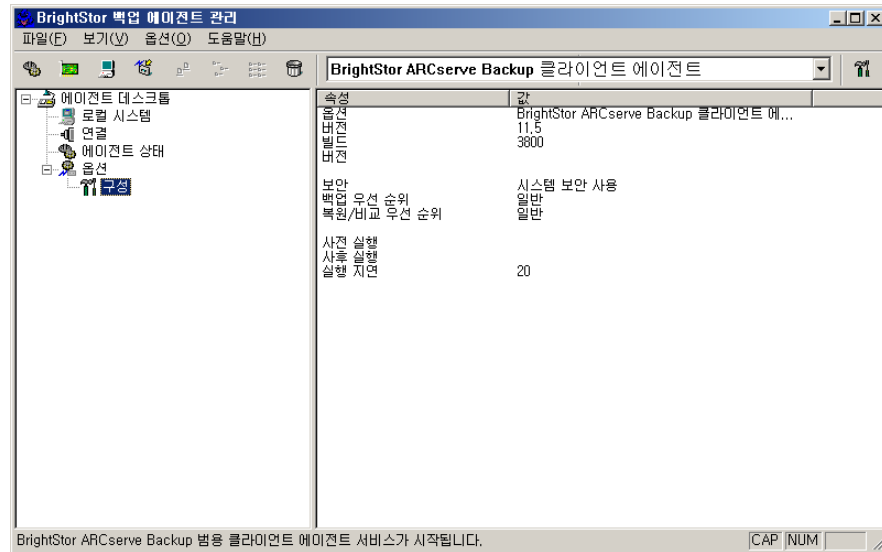 BrightStor 백업 에이전트 관리
파일(F) 보기(V) 옵션(O) 도움말(H)
BrightStor ARCserve Backup 클라이언트 에이전트
에이전트 데스크톱
로컬 시스템
연결
에이전트 상태
옵션
구성
속성 값
옵션 BrightStor ARCserve Backup 클라이언트 에...
버전 11.5
빌드 3800
버전
보안 시스템 보안 사용
백업 우선 순위 일반
복원/비교 우선 순위 일반
사전 실행
사후 실행
실행 지연 20
BrightStor ARCserve Backup 범용 클라이언트 에이전트 서비스가 시작됩니다. CAP NUM